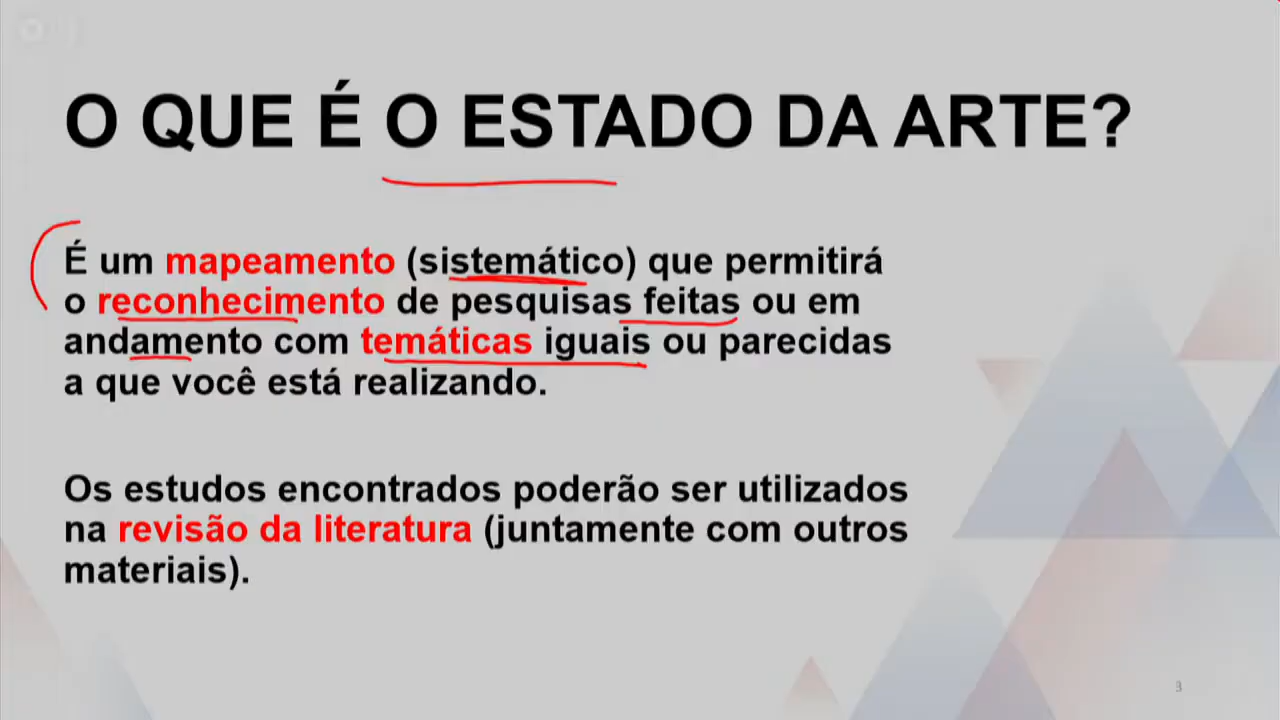 O QUE É O ESTADO DA ARTE?
É um mapeamento (sistemático) que permitirá
o reconhecimento de pesquisas feitas ou em
andamento com temáticas iguais ou parecidas
a que você está realizando.
Os estudos encontrados poderão ser utilizados
na revisão da literatura (juntamente com outros
materiais).
3